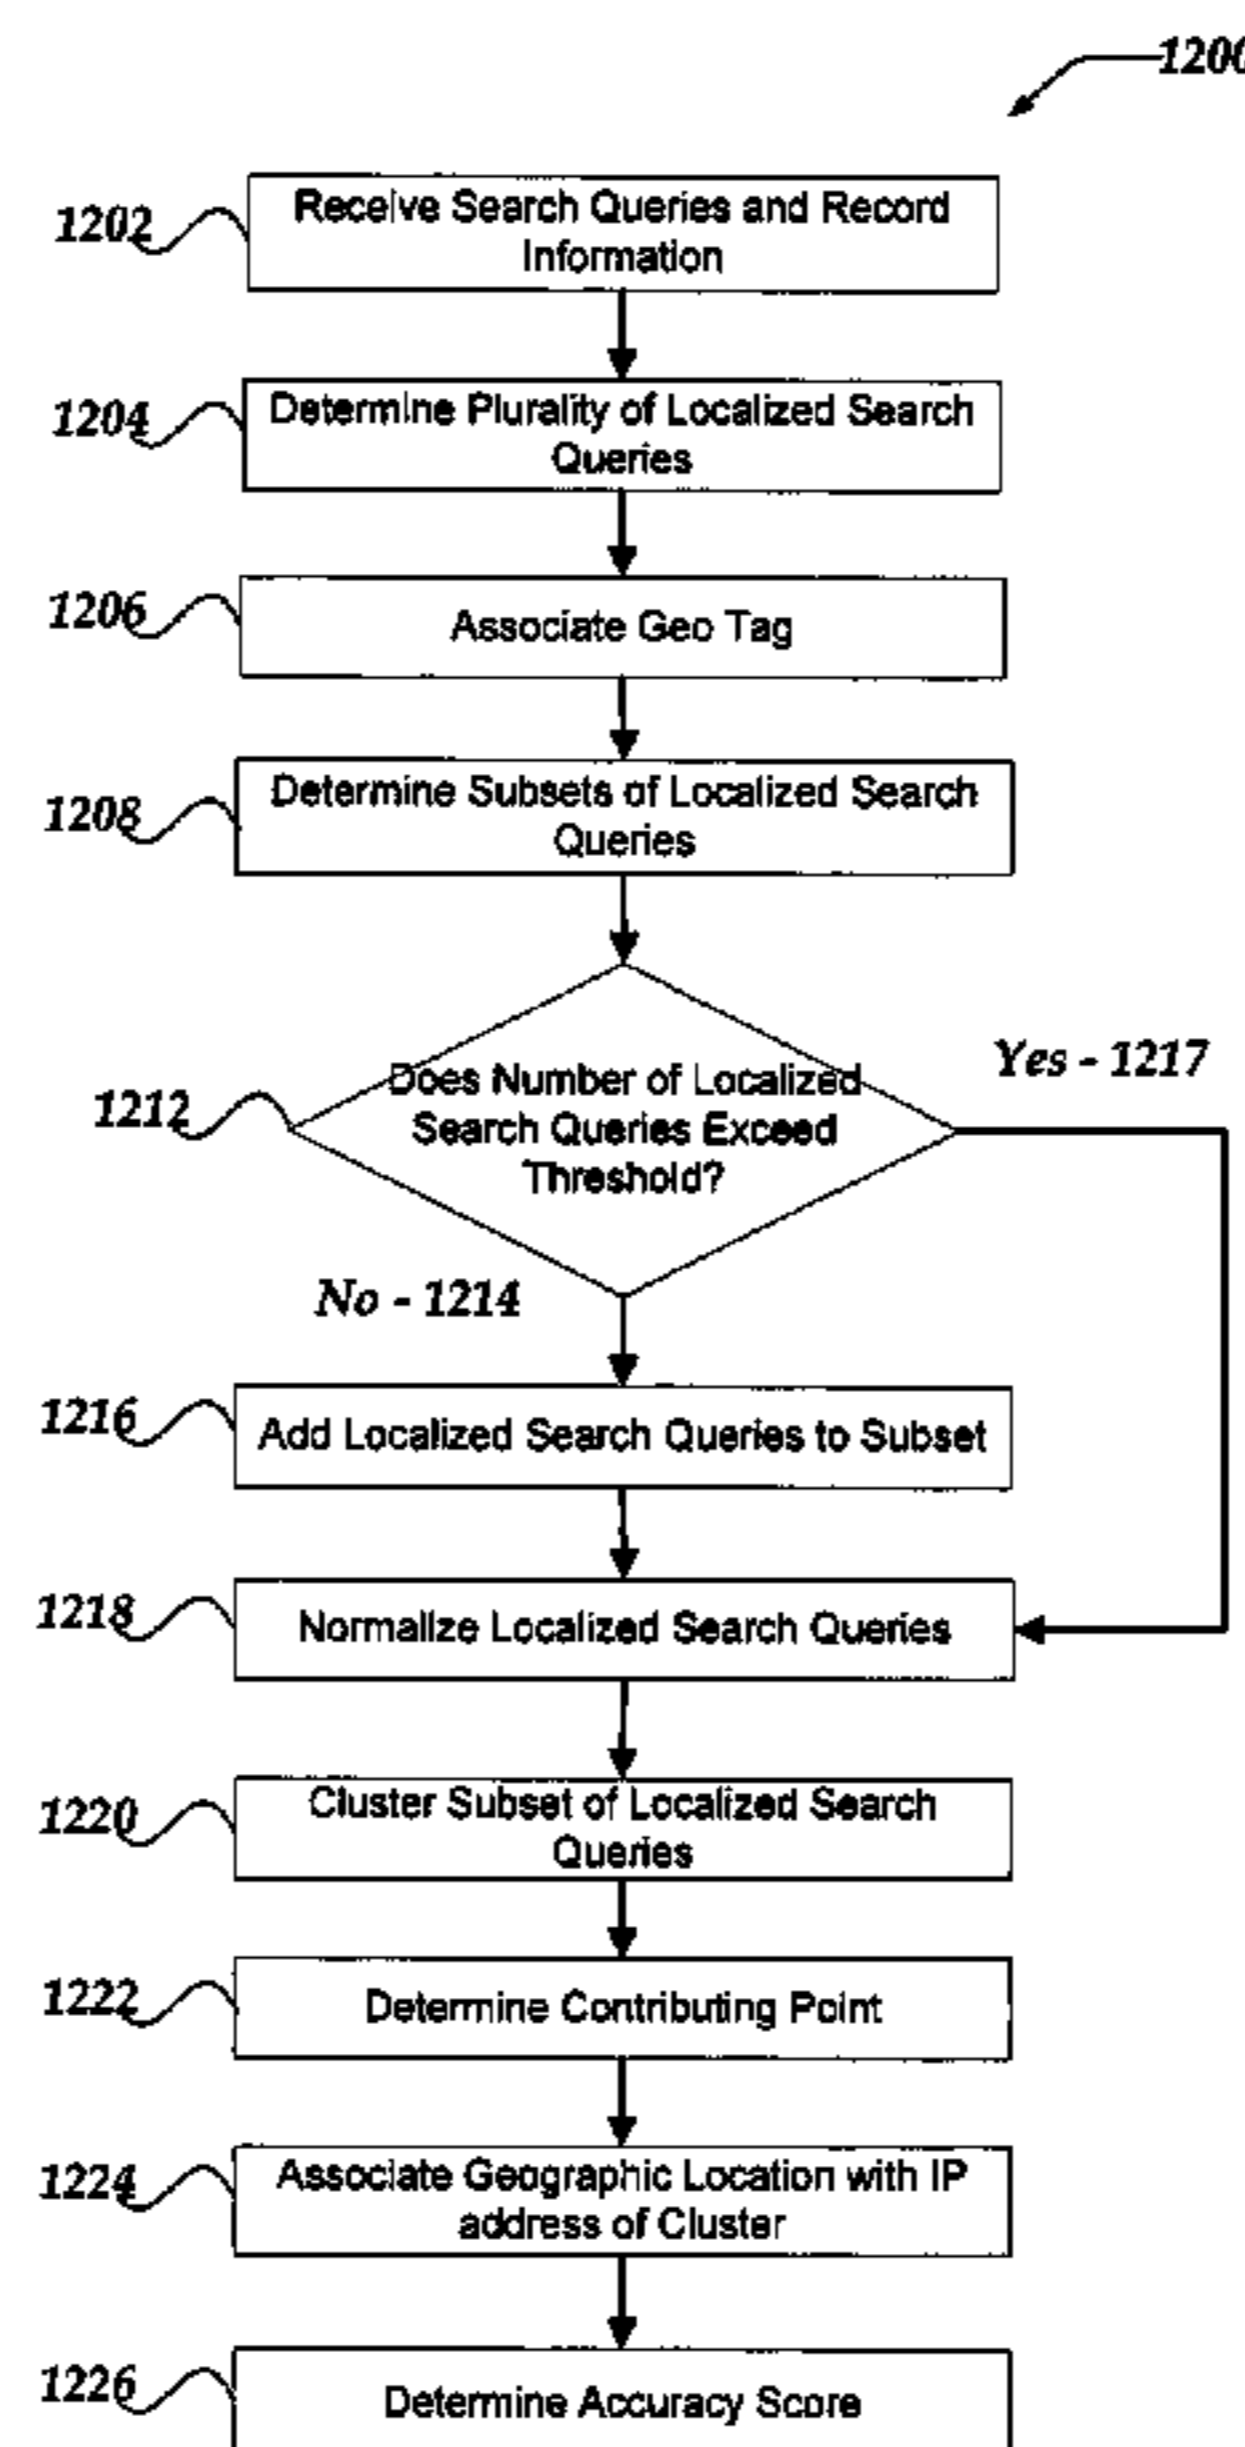 1200
1202
Receive Search Queries and Record
Information
1204
Determine Plurality of Localized Search
Queries
1206
Associate Geo Tag
1208
Determine Subsets of Localized Search
Queries
1212
Does Number of Localized
Search Queries Exceed
Threshold?
Yes - 1217
No - 1214
1216
Add Localized Search Queries to Subset
1218
Normalize Localized Search Queries
1220
Cluster Subset of Localized Search
Queries
1222
Determine Contributing Point
1224
Associate Geographic Location with IP
address of Cluster
1226
Determine Accuracy Score